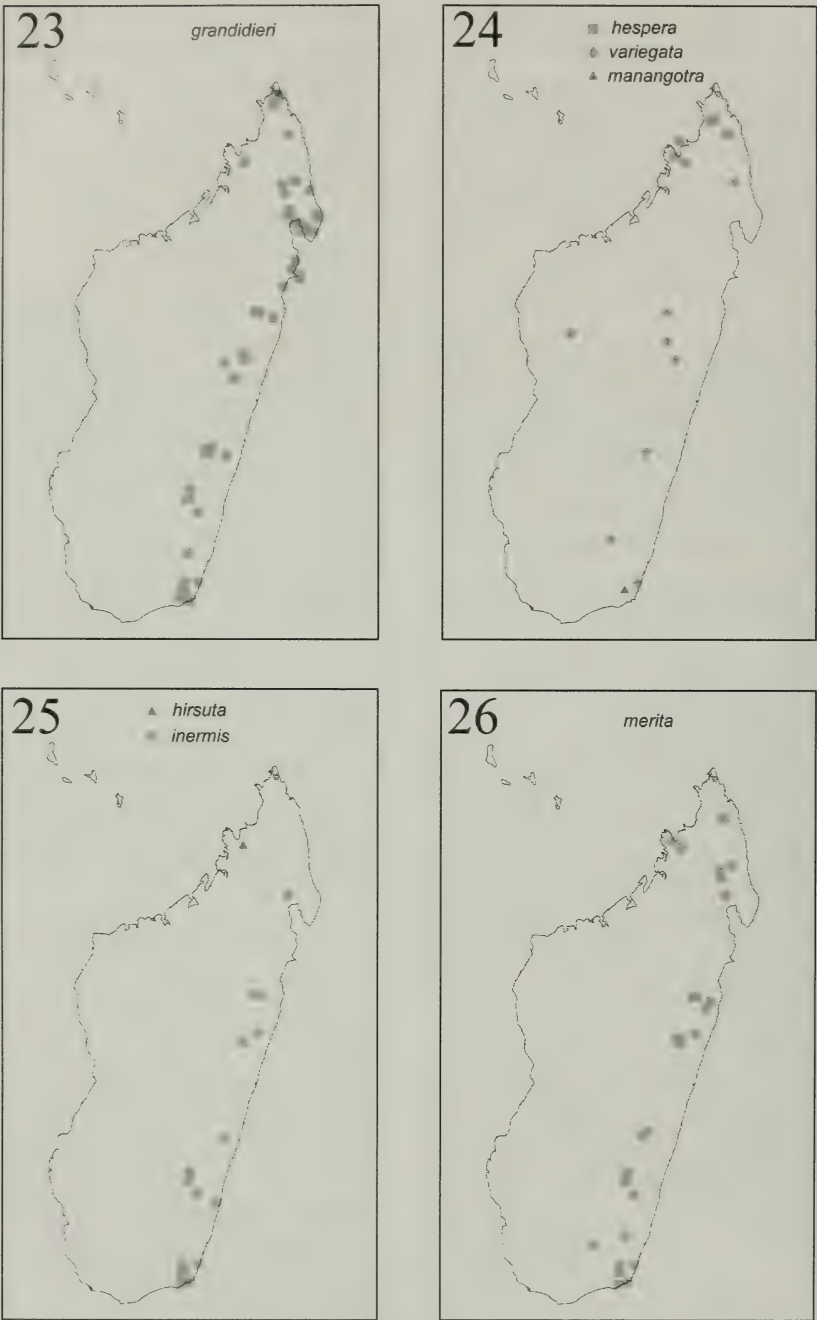 23
grandidieri
24
hespera
variegata
manangotra
25
hirsuta
inermis
26
merita